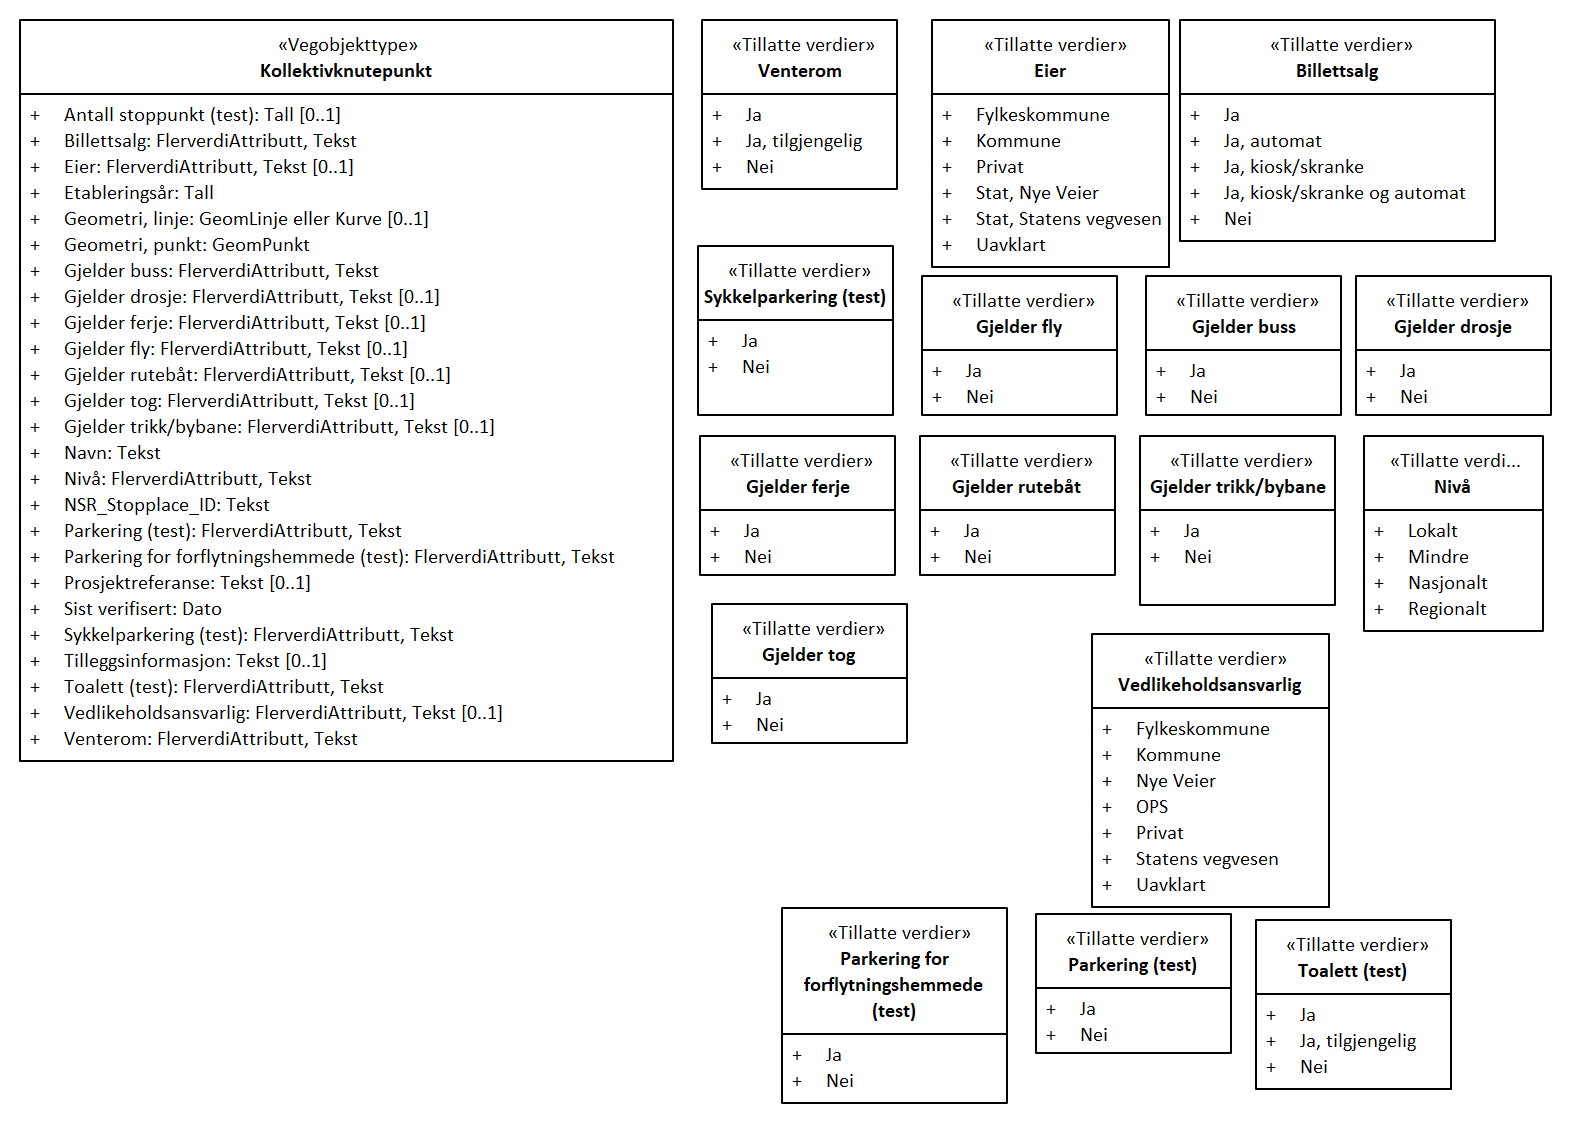 «Vegobjekttype»
Kollektivknutepunkt
+ Antall stoppunkt (test): Tall [0..1]
+ Billettsalg: FlerverdiAttributt, Tekst
+ Eier: FlerverdiAttributt, Tekst [0..1]
+ Etableringsår: Tall
+ Geometri, linje: GeomLinje eller Kurve [0..1]
+ Geometri, punkt: GeomPunkt
+ Gjelder buss: FlerverdiAttributt, Tekst
+ Gjelder drosje: FlerverdiAttributt, Tekst [0..1]
+ Gjelder ferje: FlerverdiAttributt, Tekst [0..1]
+ Gjelder fly: FlerverdiAttributt, Tekst [0..1]
+ Gjelder rutebåt: FlerverdiAttributt, Tekst [0..1]
+ Gjelder tog: FlerverdiAttributt, Tekst [0..1]
+ Gjelder trikk/bybane: FlerverdiAttributt, Tekst [0..1]
+ Navn: Tekst
+ Nivå: FlerverdiAttributt, Tekst
+ NSR_Stopplace_ID: Tekst
+ Parkering (test): FlerverdiAttributt, Tekst
+ Parkering for forflytningshemmede (test): FlerverdiAttributt, Tekst
+ Prosjektreferanse: Tekst [0..1]
+ Sist verifisert: Dato
+ Sykkelparkering (test): FlerverdiAttributt, Tekst
+ Tilleggsinformasjon: Tekst [0..1]
+ Toalett (test): FlerverdiAttributt, Tekst
+ Vedlikeholdsansvarlig: FlerverdiAttributt, Tekst [0..1]
+ Venterom: FlerverdiAttributt, Tekst
«Tillatte verdier»
Venterom
+ Ja
+ Ja, tilgjengelig
+ Nei
«Tillatte verdier»
Eier
+ Fylkeskommune
+ Kommune
+ Privat
+ Stat, Nye Veier
+ Stat, Statens vegvesen
+ Uavklart
«Tillatte verdier»
Billettsalg
+ Ja
+ Ja, automat
+ Ja, kiosk/skranke
+ Ja, kiosk/skranke og automat
+ Nei
«Tillatte verdier»
Sykkelparkering (test)
+ Ja
+ Nei
«Tillatte verdier»
Gjelder fly
+ Ja
+ Nei
«Tillatte verdier»
Gjelder buss
+ Ja
+ Nei
«Tillatte verdier»
Gjelder drosje
+ Ja
+ Nei
«Tillatte verdier»
Gjelder ferje
+ Ja
+ Nei
«Tillatte verdier»
Gjelder rutebåt
+ Ja
+ Nei
«Tillatte verdier»
Gjelder trikk/bybane
+ Ja
+ Nei
«Tillatte verdi...
Nivå
+ Lokalt
+ Mindre
+ Nasjonalt
+ Regionalt
«Tillatte verdier»
Gjelder tog
+ Ja
+ Nei
«Tillatte verdier»
Vedlikeholdsansvarlig
+ Fylkeskommune
+ Kommune
+ Nye Veier
+ OPS
+ Privat
+ Statens vegvesen
+ Uavklart
«Tillatte verdier»
Parkering for
forflytningshemmede
(test)
+ Ja
+ Nei
«Tillatte verdier»
Parkering (test)
+ Ja
+ Nei
«Tillatte verdier»
Toalett (test)
+ Ja
+ Ja, tilgjengelig
+ Nei